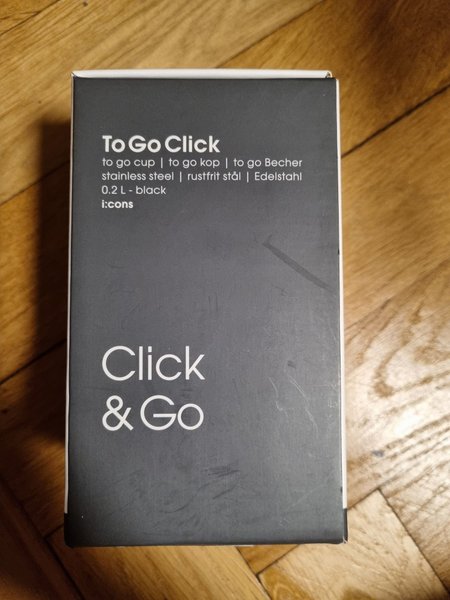 To Go Click
to go cup | to go kop | to go Becher
stainless steel | rustfrit stål | Edelstahl
0.2 L - black
i:cons
Click
& Go